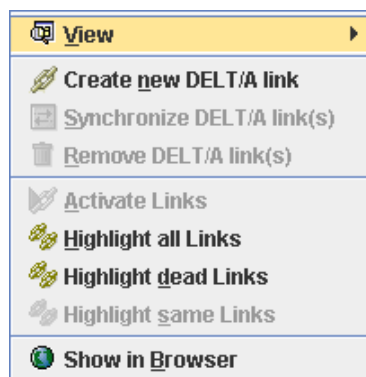 View
Create new DELT/A link
Synchronize DELT/A link(s)
Remove DELT/A link(s)
Activate Links
Highlight all Links
Highlight dead Links
Highlight same Links
Show in Browser